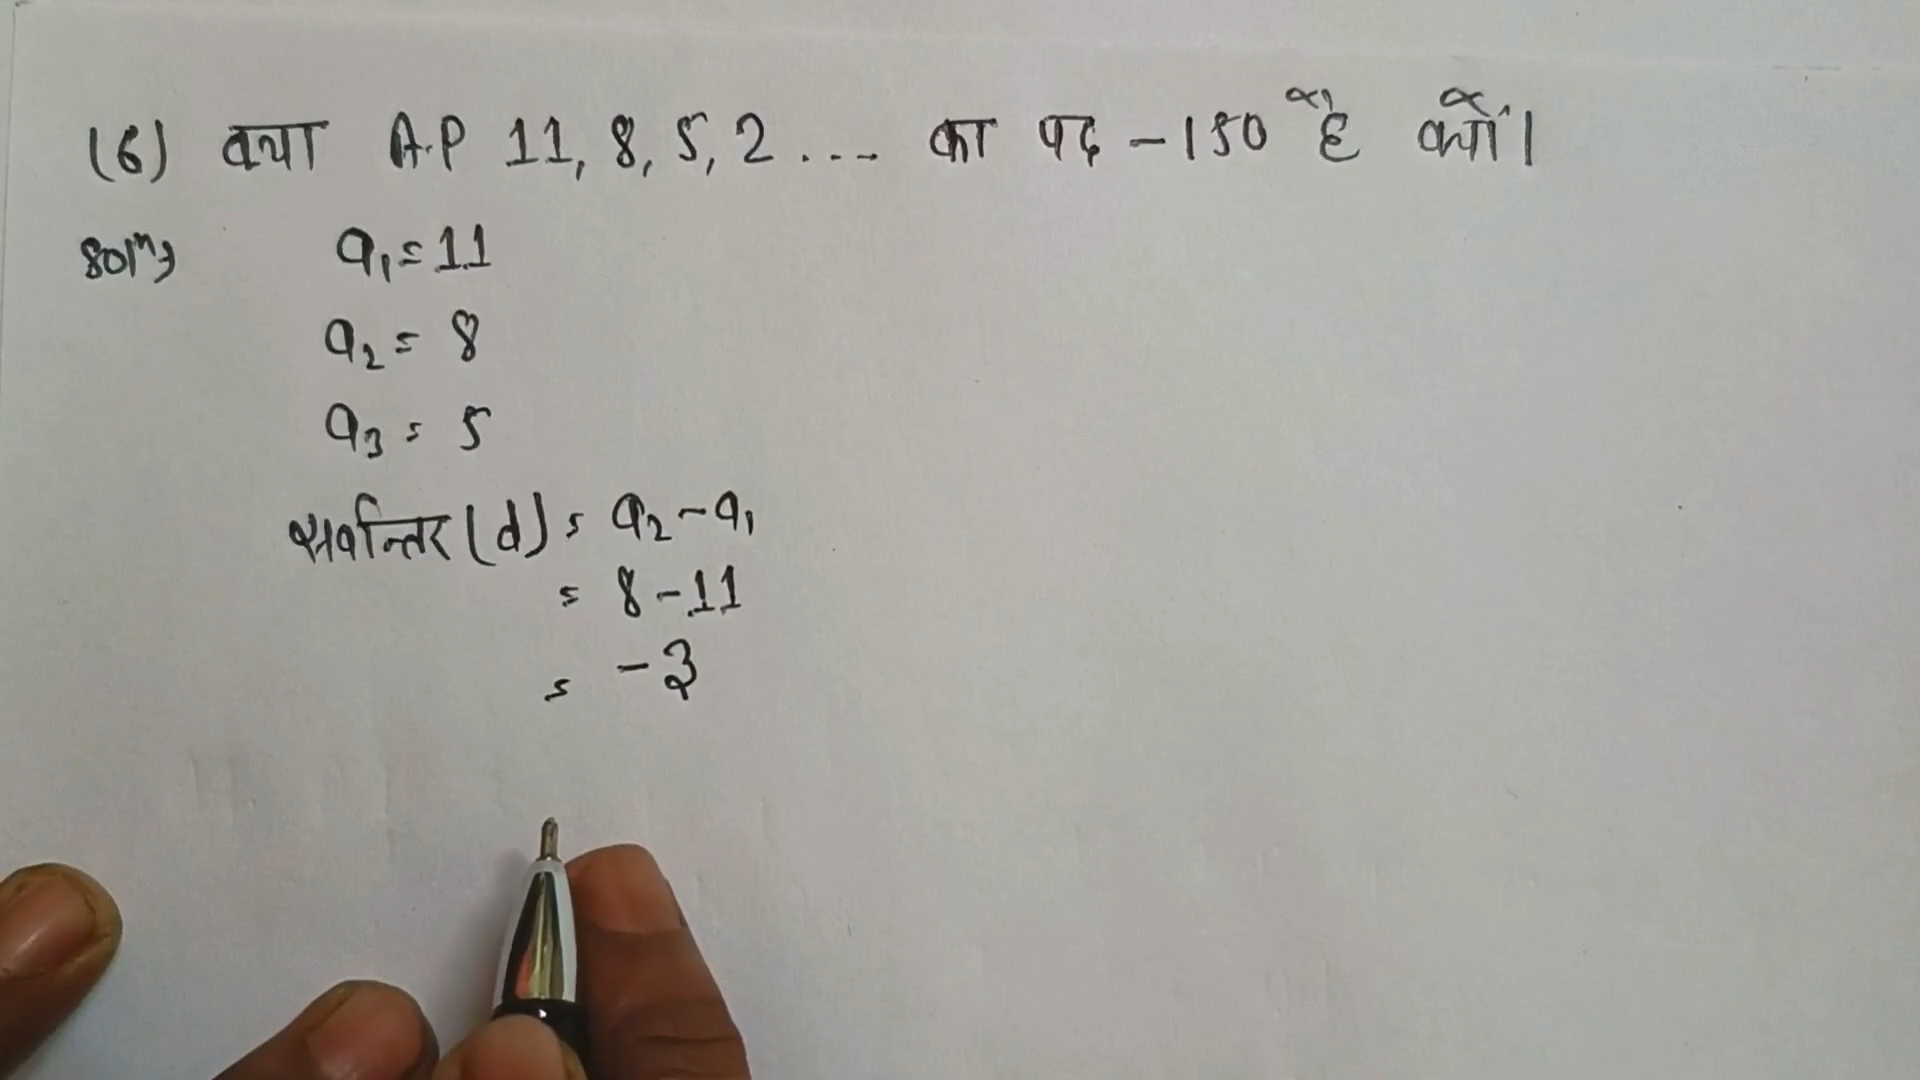 (6) क्या A.P 11, 8, 5, 2 .... का पद -150 है क्यों।
Solⁿ→ a₁ = 11
a₂ = 8
a₃ = 5
सर्वान्तर (d) = a₂ - a₁
= 8 - 11
= -3